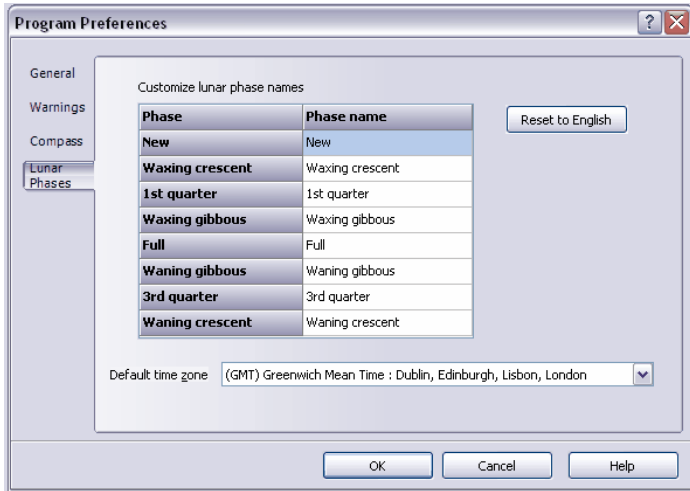 Program Preferences
?
X
General
Warnings
Compass
Lunar
Phases
Customize lunar phase names
Phase Phase name
New New
Waxing crescent Waxing crescent
1st quarter 1st quarter
Waxing gibbous Waxing gibbous
Full Full
Waning gibbous Waning gibbous
3rd quarter 3rd quarter
Waning crescent Waning crescent
Reset to English
Default time zone (GMT) Greenwich Mean Time : Dublin, Edinburgh, Lisbon, London
OK Cancel Help